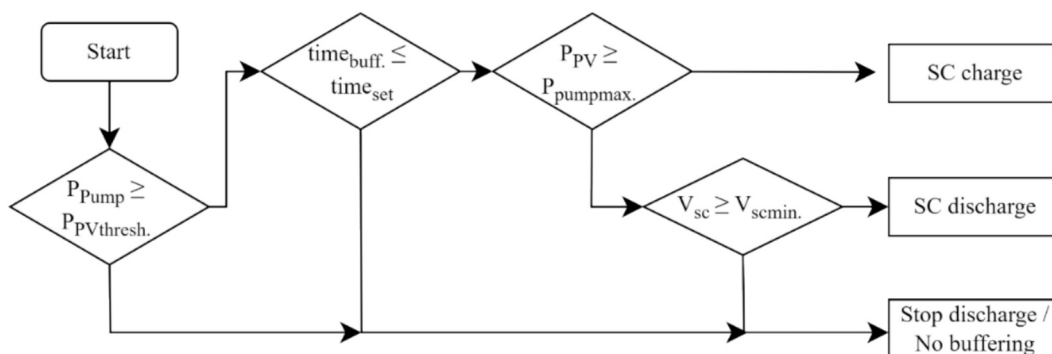 Start
time_buff. ≤
time_set
P_PV ≥
P_pumpmax.
SC charge
P_Pump ≥
P_PVthresh.
V_sc ≥ V_scmin.
SC discharge
Stop discharge /
No buffering